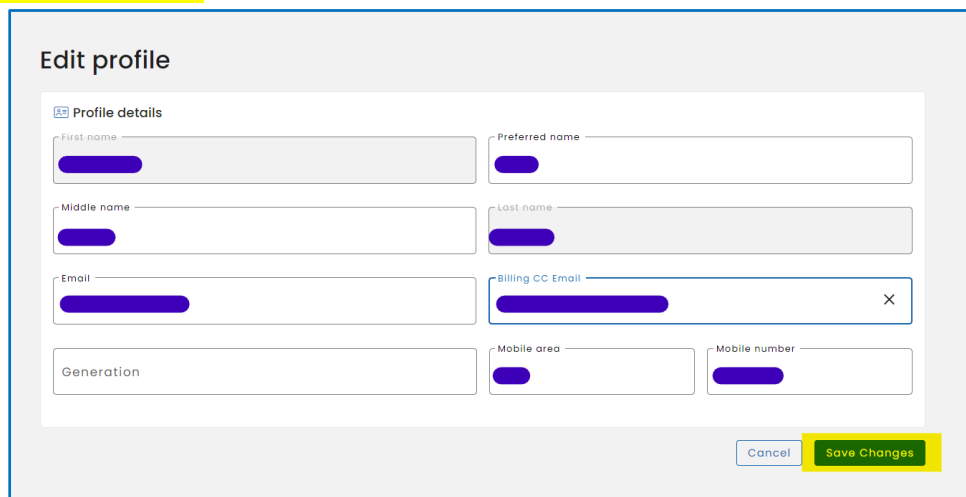 Edit profile
Profile details
First name
Preferred name
Middle name
Last name
Email
Billing CC Email
Generation
Mobile area
Mobile number
Cancel
Save Changes